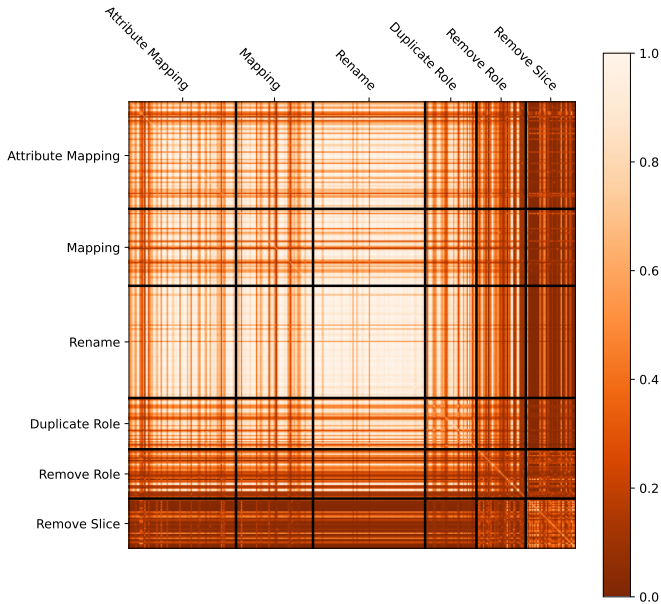 Attribute Mapping
Mapping
Rename
Duplicate Role
Remove Role
Remove Slice
Attribute Mapping
Mapping
Rename
Duplicate Role
Remove Role
Remove Slice
1.0
0.8
0.6
0.4
0.2
0.0